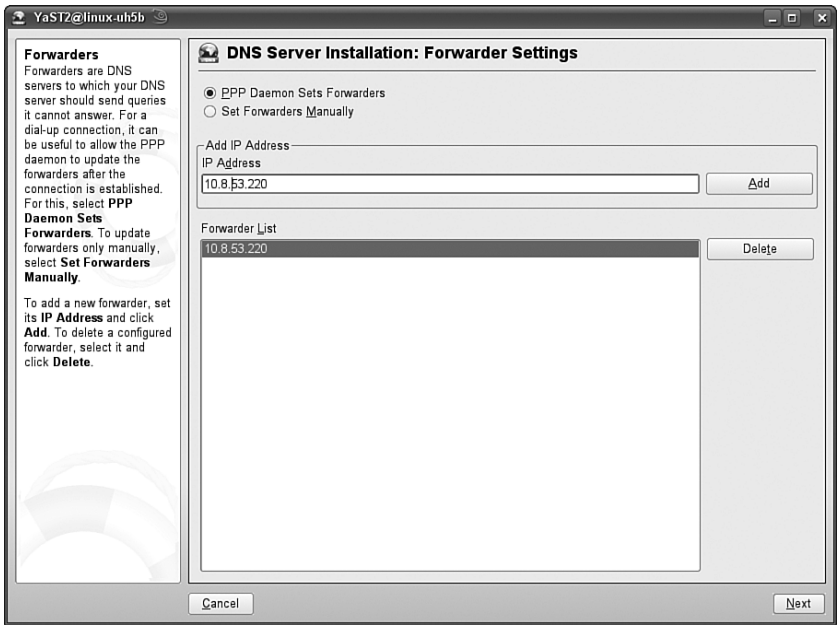 YaST2@linux-uh5b
Forwarders
Forwarders are DNS
servers to which your DNS
server should send queries
it cannot answer. For a
dial-up connection, it can
be useful to allow the PPP
daemon to update the
forwarders after the
connection is established.
For this, select PPP
Daemon Sets
Forwarders. To update
forwarders only manually,
select Set Forwarders
Manually.
To add a new forwarder, set
its IP Address and click
Add. To delete a configured
forwarder, select it and
click Delete.
DNS Server Installation: Forwarder Settings
PPP Daemon Sets Forwarders
Set Forwarders Manually
Add IP Address
IP Address
10.8.53.220
Add
Forwarder List
10.8.53.220
Delete
Cancel
Next